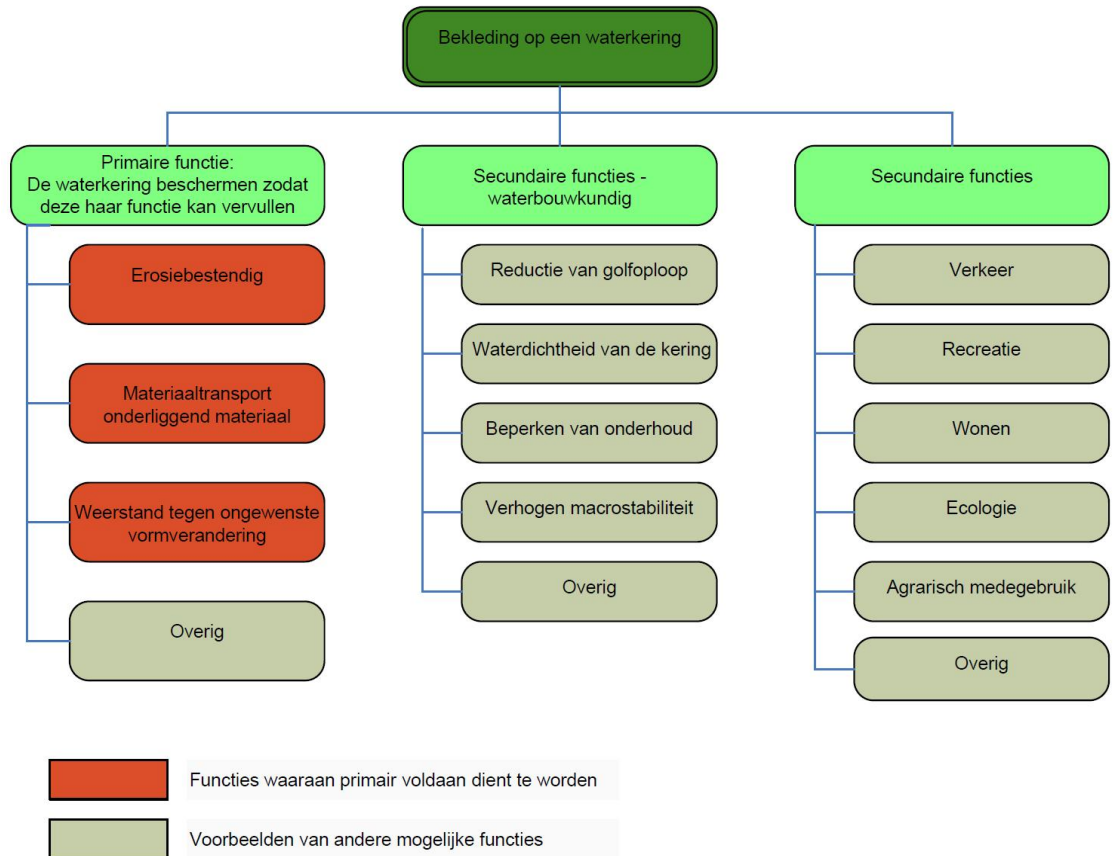 Bekleding op een waterkering
Primaire functie:
De waterkering beschermen zodat
deze haar functie kan vervullen
Erosiebestendig
Materiaaltransport
onderliggend materiaal
Weerstand tegen ongewenste
vormverandering
Overig
Secundaire functies -
waterbouwkundig
Reductie van golfoploop
Waterdichtheid van de kering
Beperken van onderhoud
Verhogen macrostabiliteit
Overig
Secundaire functies
Verkeer
Recreatie
Wonen
Ecologie
Agrarisch medegebruik
Overig
Functies waaraan primair voldaan dient te worden
Voorbeelden van andere mogelijke functies